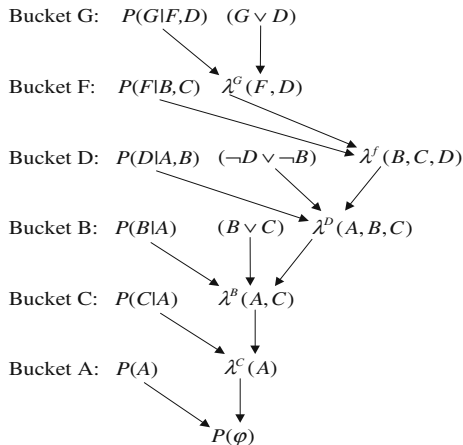 Bucket G: P(G|F,D) (G ∨ D)
Bucket F: P(F|B,C) λ^G(F,D)
λ^f(B,C,D)
Bucket D: P(D|A,B) (¬D ∨ ¬B)
Bucket B: P(B|A) (B ∨ C) λ^D(A,B,C)
Bucket C: P(C|A) λ^B(A,C)
Bucket A: P(A) λ^C(A)
P(φ)